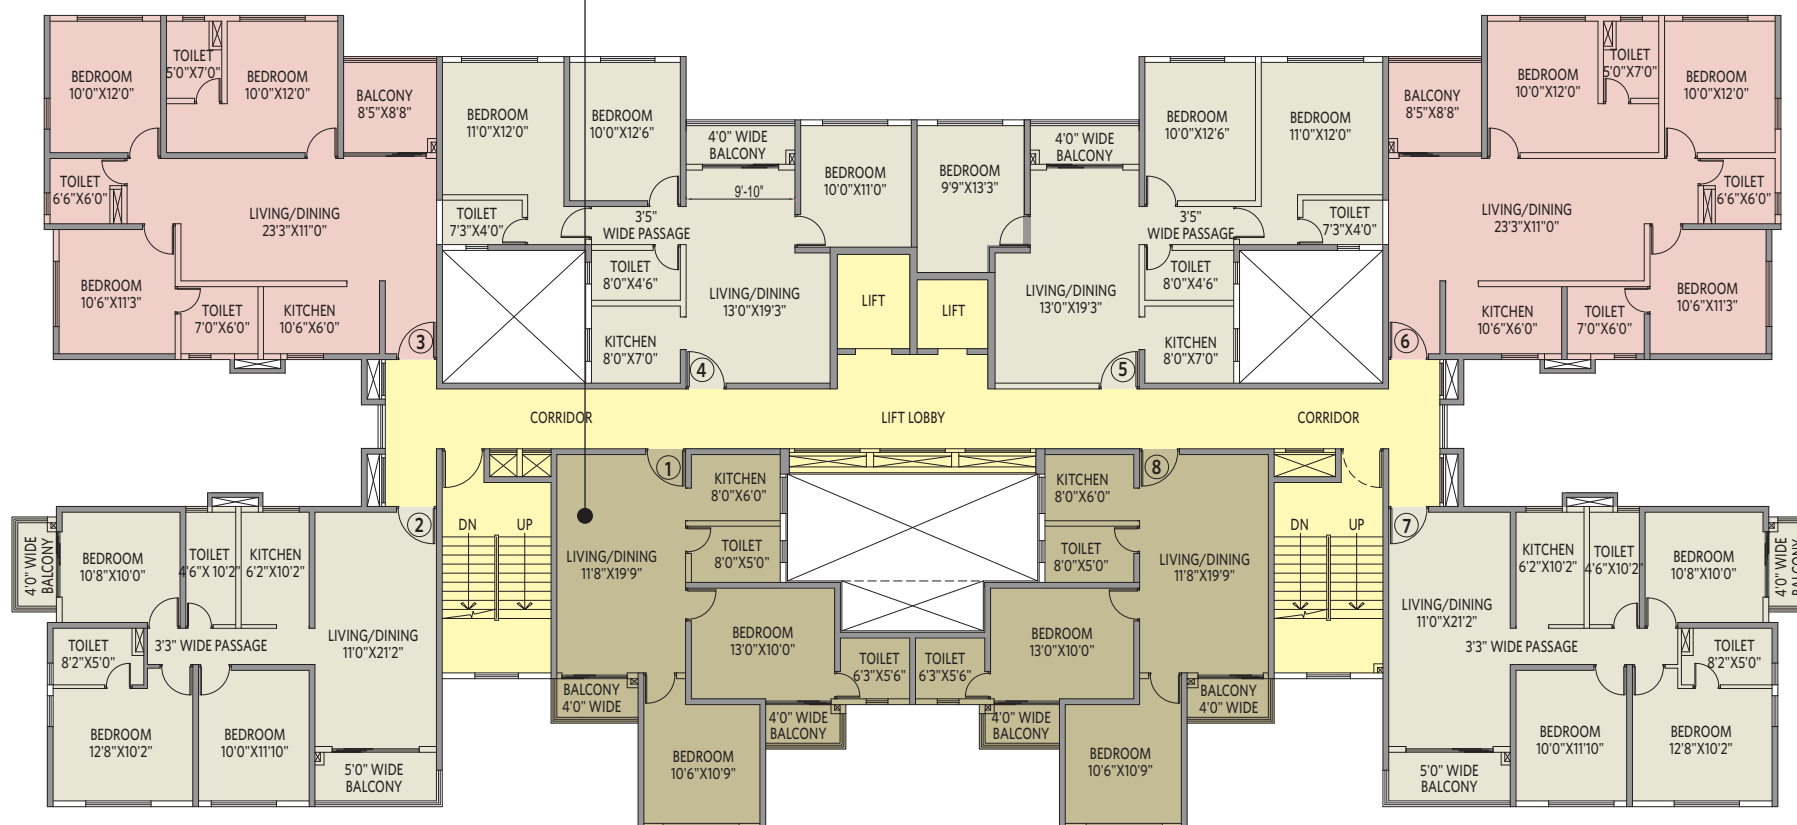 BEDROOM
10'0"X12'0"
TOILET
5'0"X7'0"
BEDROOM
10'0"X12'0"
BALCONY
8'5"X8'8"
TOILET
6'6"X6'0"
LIVING/DINING
23'3"X11'0"
BEDROOM
10'6"X11'3"
TOILET
7'0"X6'0"
KITCHEN
10'6"X6'0"
3
BEDROOM
11'0"X12'0"
BEDROOM
10'0"X12'6"
4'0" WIDE
BALCONY
9'-10"
BEDROOM
10'0"X11'0"
TOILET
7'3"X4'0"
3'5"
WIDE PASSAGE
TOILET
8'0"X4'6"
LIVING/DINING
13'0"X19'3"
KITCHEN
8'0"X7'0"
4
LIFT
LIFT
BEDROOM
9'9"X13'3"
4'0" WIDE
BALCONY
BEDROOM
10'0"X12'6"
BEDROOM
11'0"X12'0"
3'5"
WIDE PASSAGE
TOILET
7'3"X4'0"
LIVING/DINING
13'0"X19'3"
TOILET
8'0"X4'6"
KITCHEN
8'0"X7'0"
5
BALCONY
8'5"X8'8"
BEDROOM
10'0"X12'0"
TOILET
5'0"X7'0"
BEDROOM
10'0"X12'0"
TOILET
6'6"X6'0"
LIVING/DINING
23'3"X11'0"
KITCHEN
10'6"X6'0"
TOILET
7'0"X6'0"
BEDROOM
10'6"X11'3"
6
CORRIDOR
LIFT LOBBY
CORRIDOR
2
4'0" WIDE
BALCONY
BEDROOM
10'8"X10'0"
TOILET
4'6"X10'2"
KITCHEN
6'2"X10'2"
TOILET
8'2"X5'0"
3'3" WIDE PASSAGE
LIVING/DINING
11'0"X21'2"
BEDROOM
12'8"X10'2"
BEDROOM
10'0"X11'10"
5'0" WIDE
BALCONY
DN
UP
1
KITCHEN
8'0"X6'0"
LIVING/DINING
11'8"X19'9"
TOILET
8'0"X5'0"
BEDROOM
13'0"X10'0"
TOILET
6'3"X5'6"
BALCONY
4'0" WIDE
4'0" WIDE
BALCONY
BEDROOM
10'6"X10'9"
8
KITCHEN
8'0"X6'0"
TOILET
8'0"X5'0"
LIVING/DINING
11'8"X19'9"
TOILET
6'3"X5'6"
BEDROOM
13'0"X10'0"
4'0" WIDE
BALCONY
BALCONY
4'0" WIDE
BEDROOM
10'6"X10'9"
DN
UP
7
KITCHEN
6'2"X10'2"
TOILET
4'6"X10'2"
BEDROOM
10'8"X10'0"
4'0" WIDE
BALCONY
LIVING/DINING
11'0"X21'2"
3'3" WIDE PASSAGE
TOILET
8'2"X5'0"
BEDROOM
10'0"X11'10"
BEDROOM
12'8"X10'2"
5'0" WIDE
BALCONY